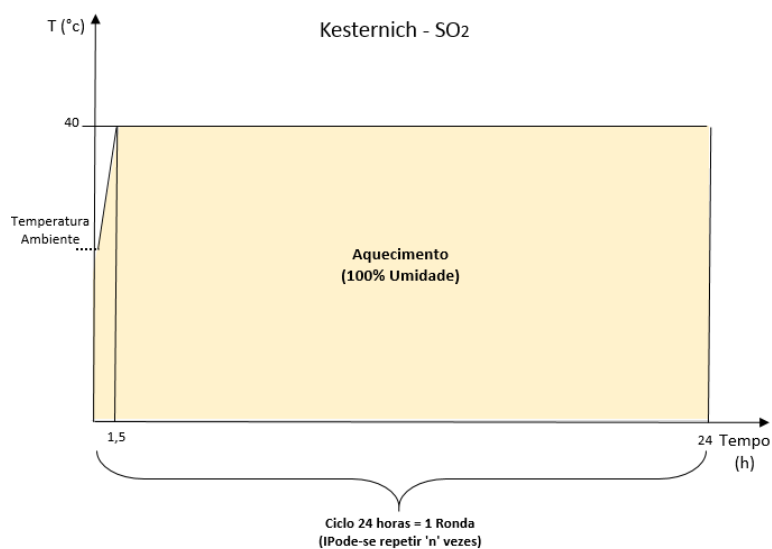 T (°c)
Kesternich - SO2
40
Temperatura
Ambiente
Aquecimento
(100% Umidade)
1,5
24
Tempo
(h)
Ciclo 24 horas = 1 Ronda
(IPode-se repetir 'n' vezes)